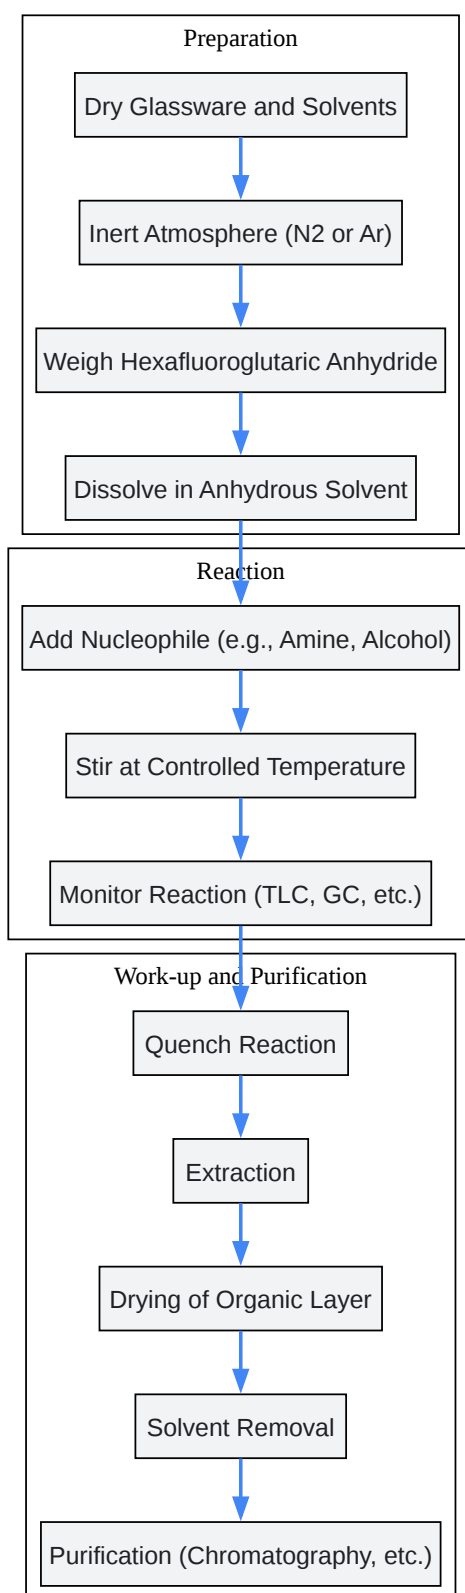 Preparation
Dry Glassware and Solvents
Inert Atmosphere (N2 or Ar)
Weigh Hexafluoroglutaric Anhydride
Dissolve in Anhydrous Solvent
Reaction
Add Nucleophile (e.g., Amine, Alcohol)
Stir at Controlled Temperature
Monitor Reaction (TLC, GC, etc.)
Work-up and Purification
Quench Reaction
Extraction
Drying of Organic Layer
Solvent Removal
Purification (Chromatography, etc.)